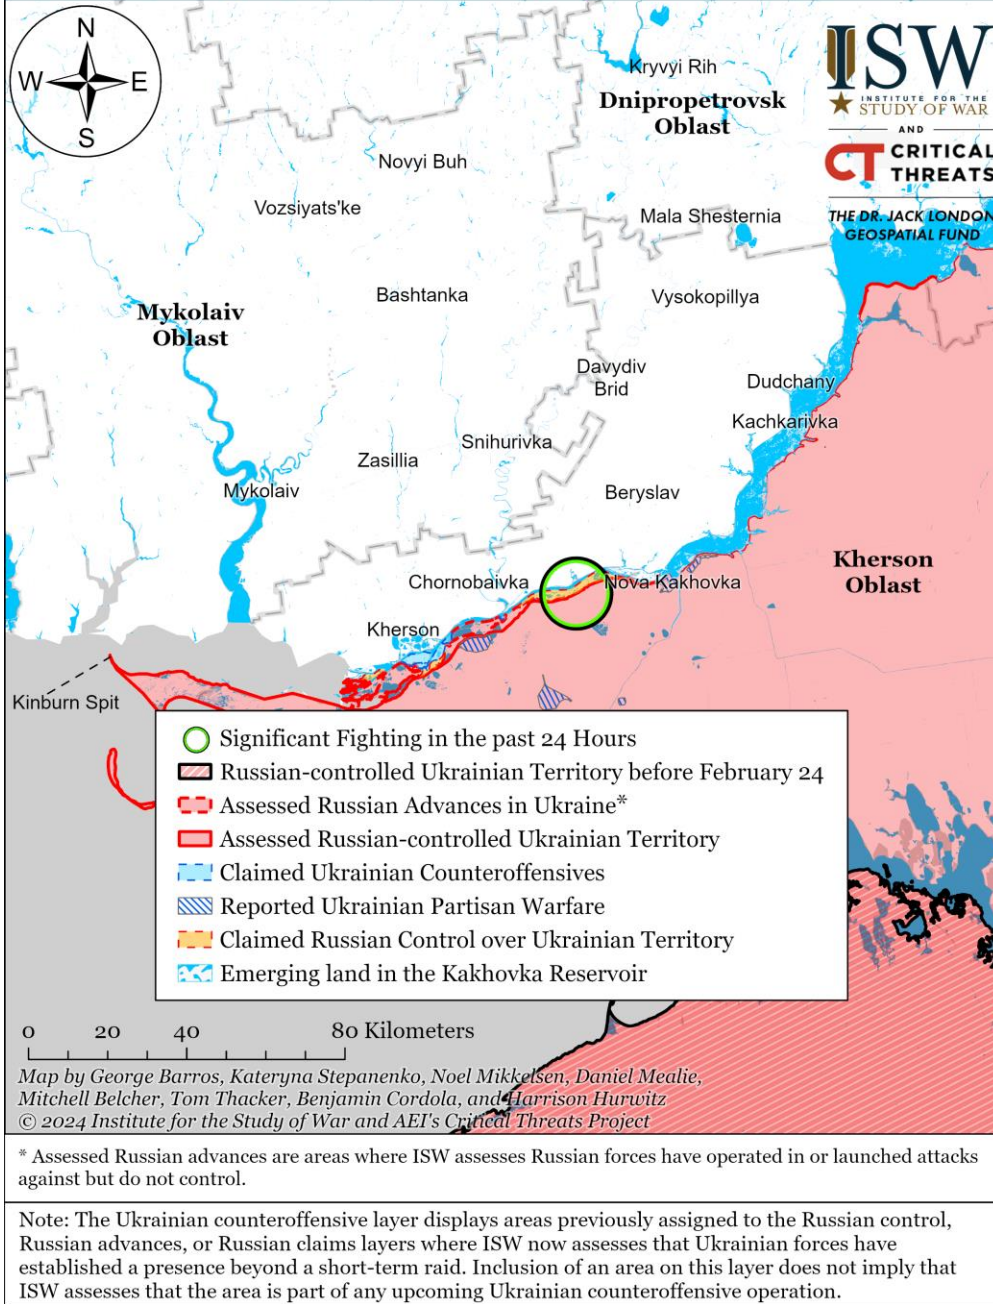 N
W
E
S
ISW
INSTITUTE FOR THE
STUDY OF WAR
AND
CT CRITICAL
THREATS
THE DR. JACK LONDON
GEOSPATIAL FUND
Kryvyi Rih
Dnipropetrovsk
Oblast
Novyi Buh
Vozsiyats'ke
Mala Shesternia
Bashtanka
Vysokopillya
Mykolaiv
Oblast
Davydiv
Brid
Dudchany
Kachkarivka
Snihurivka
Zasillia
Mykolaiv
Beryslav
Kherson
Oblast
Chornobaivka
Nova Kakhovka
Kherson
Kinburn Spit
Significant Fighting in the past 24 Hours
Russian-controlled Ukrainian Territory before February 24
Assessed Russian Advances in Ukraine*
Assessed Russian-controlled Ukrainian Territory
Claimed Ukrainian Counteroffensives
Reported Ukrainian Partisan Warfare
Claimed Russian Control over Ukrainian Territory
Emerging land in the Kakhovka Reservoir
0 20 40 80 Kilometers
Map by George Barros, Kateryna Stepanenko, Noel Mikkelsen, Daniel Mealie,
Mitchell Belcher, Tom Thacker, Benjamin Cordola, and Harrison Hurwitz
© 2024 Institute for the Study of War and AEI's Critical Threats Project
* Assessed Russian advances are areas where ISW assesses Russian forces have operated in or launched attacks
against but do not control.
Note: The Ukrainian counteroffensive layer displays areas previously assigned to the Russian control,
Russian advances, or Russian claims layers where ISW now assesses that Ukrainian forces have
established a presence beyond a short-term raid. Inclusion of an area on this layer does not imply that
ISW assesses that the area is part of any upcoming Ukrainian counteroffensive operation.